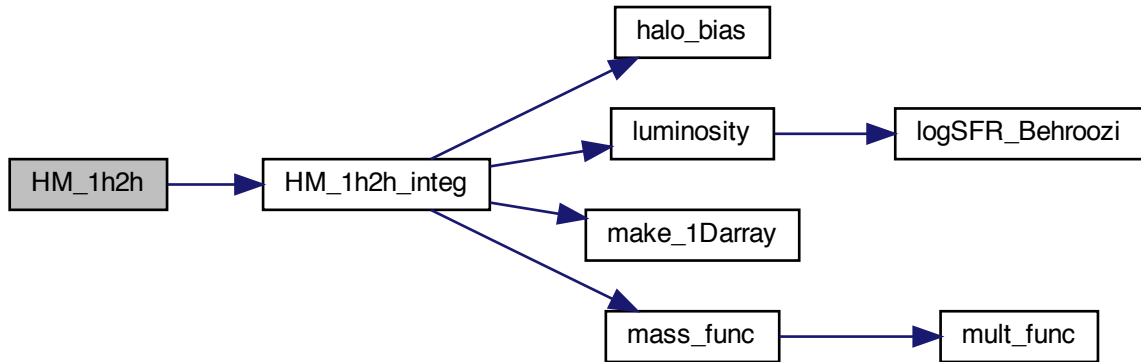 halo_bias
luminosity
logSFR_Behroozi
HM_1h2h
HM_1h2h_integ
make_1Darray
mass_func
mult_func